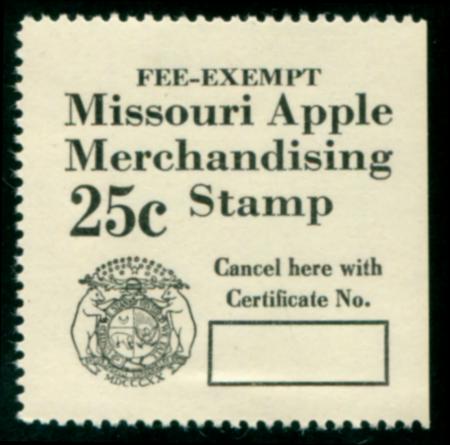 FEE-EXEMPT
Missouri Apple
Merchandising
25c Stamp
Cancel here with
Certificate No.
MDCCCXX